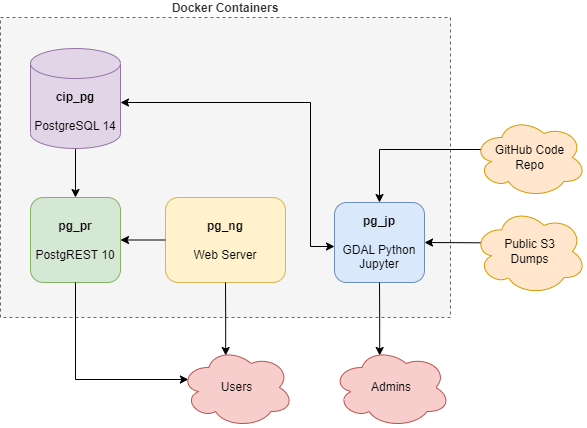 Docker Containers
cip_pg
PostgreSQL 14
GitHub Code
Repo
pg_pr
PostgREST 10
pg_ng
Web Server
pg_jp
GDAL Python
Jupyter
Public S3
Dumps
Users
Admins